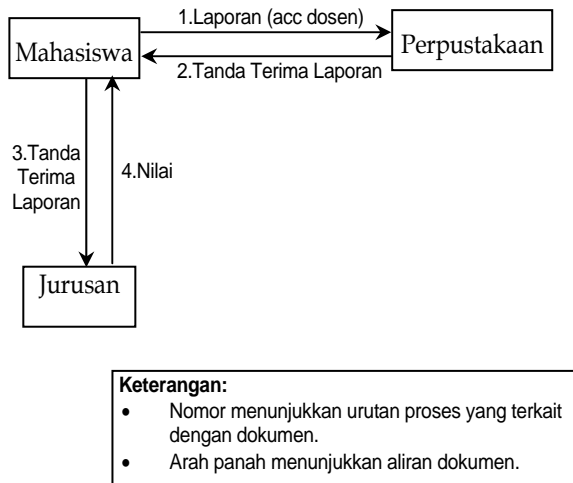 1.Laporan (acc dosen)
Mahasiswa
Perpustakaan
2.Tanda Terima Laporan
3.Tanda
Terima
Laporan
4.Nilai
Jurusan
Keterangan:
• Nomor menunjukkan urutan proses yang terkait
dengan dokumen.
• Arah panah menunjukkan aliran dokumen.